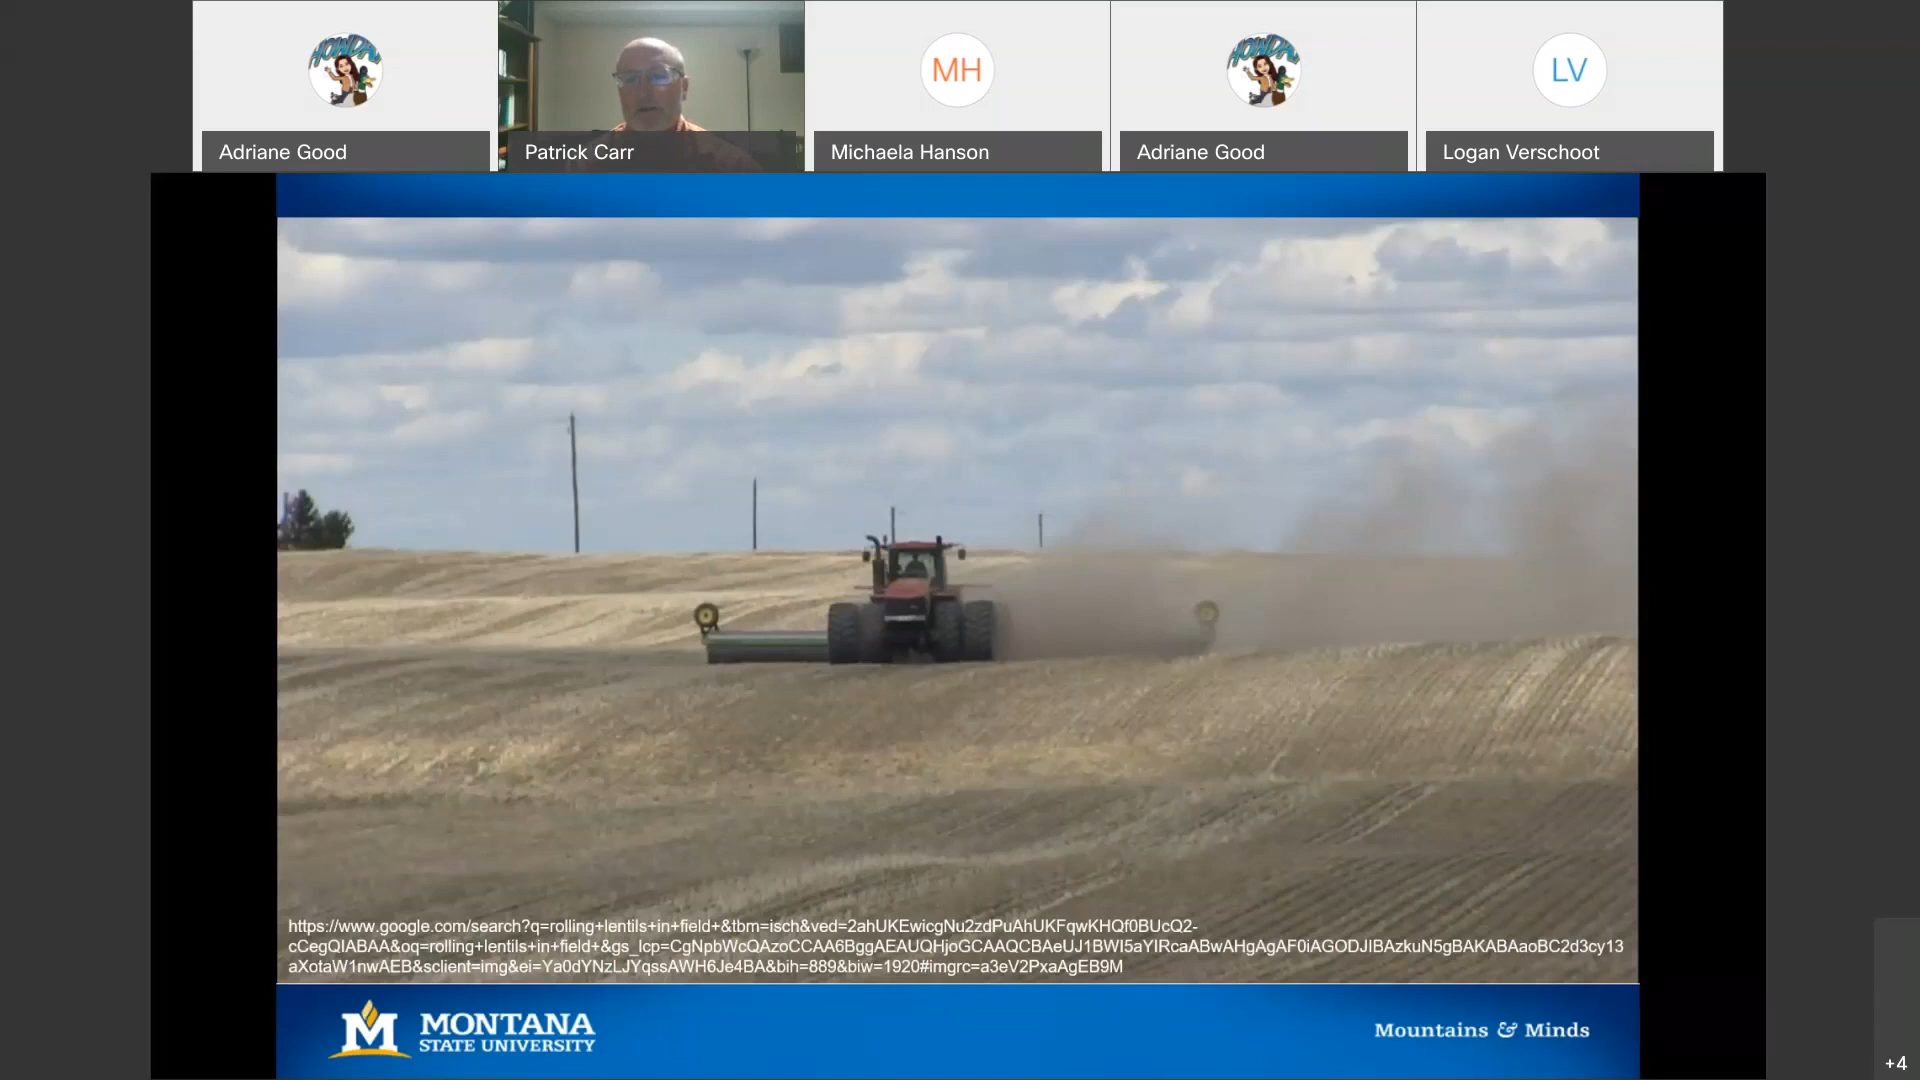 HOWDY
Adriane Good
Patrick Carr
MH
Michaela Hanson
HOWDY
Adriane Good
LV
Logan Verschoot
https://www.google.com/search?q=rolling+lentils+in+field+&tbm=isch&ved=2ahUKEwicgNu2zdPuAhUKFqwKHQf0BUcQ2-
cCegQIABAA&oq=rolling+lentils+in+field+&gs_lcp=CgNpbWcQAzoCCAA6BggAEAUQHjoGCAAQCBAeUJ1BWI5aYIRcaABwAHgAgAF0iAGODJIBAzkuN5gBAKABAaoBC2d3cy13
aXotaW1nwAEB&sclient=img&ei=Ya0dYNzLJYqssAWH6Je4BA&bih=889&biw=1920#imgrc=a3eV2PxaAgEB9M
M MONTANA
STATE UNIVERSITY
Mountains & Minds
+4